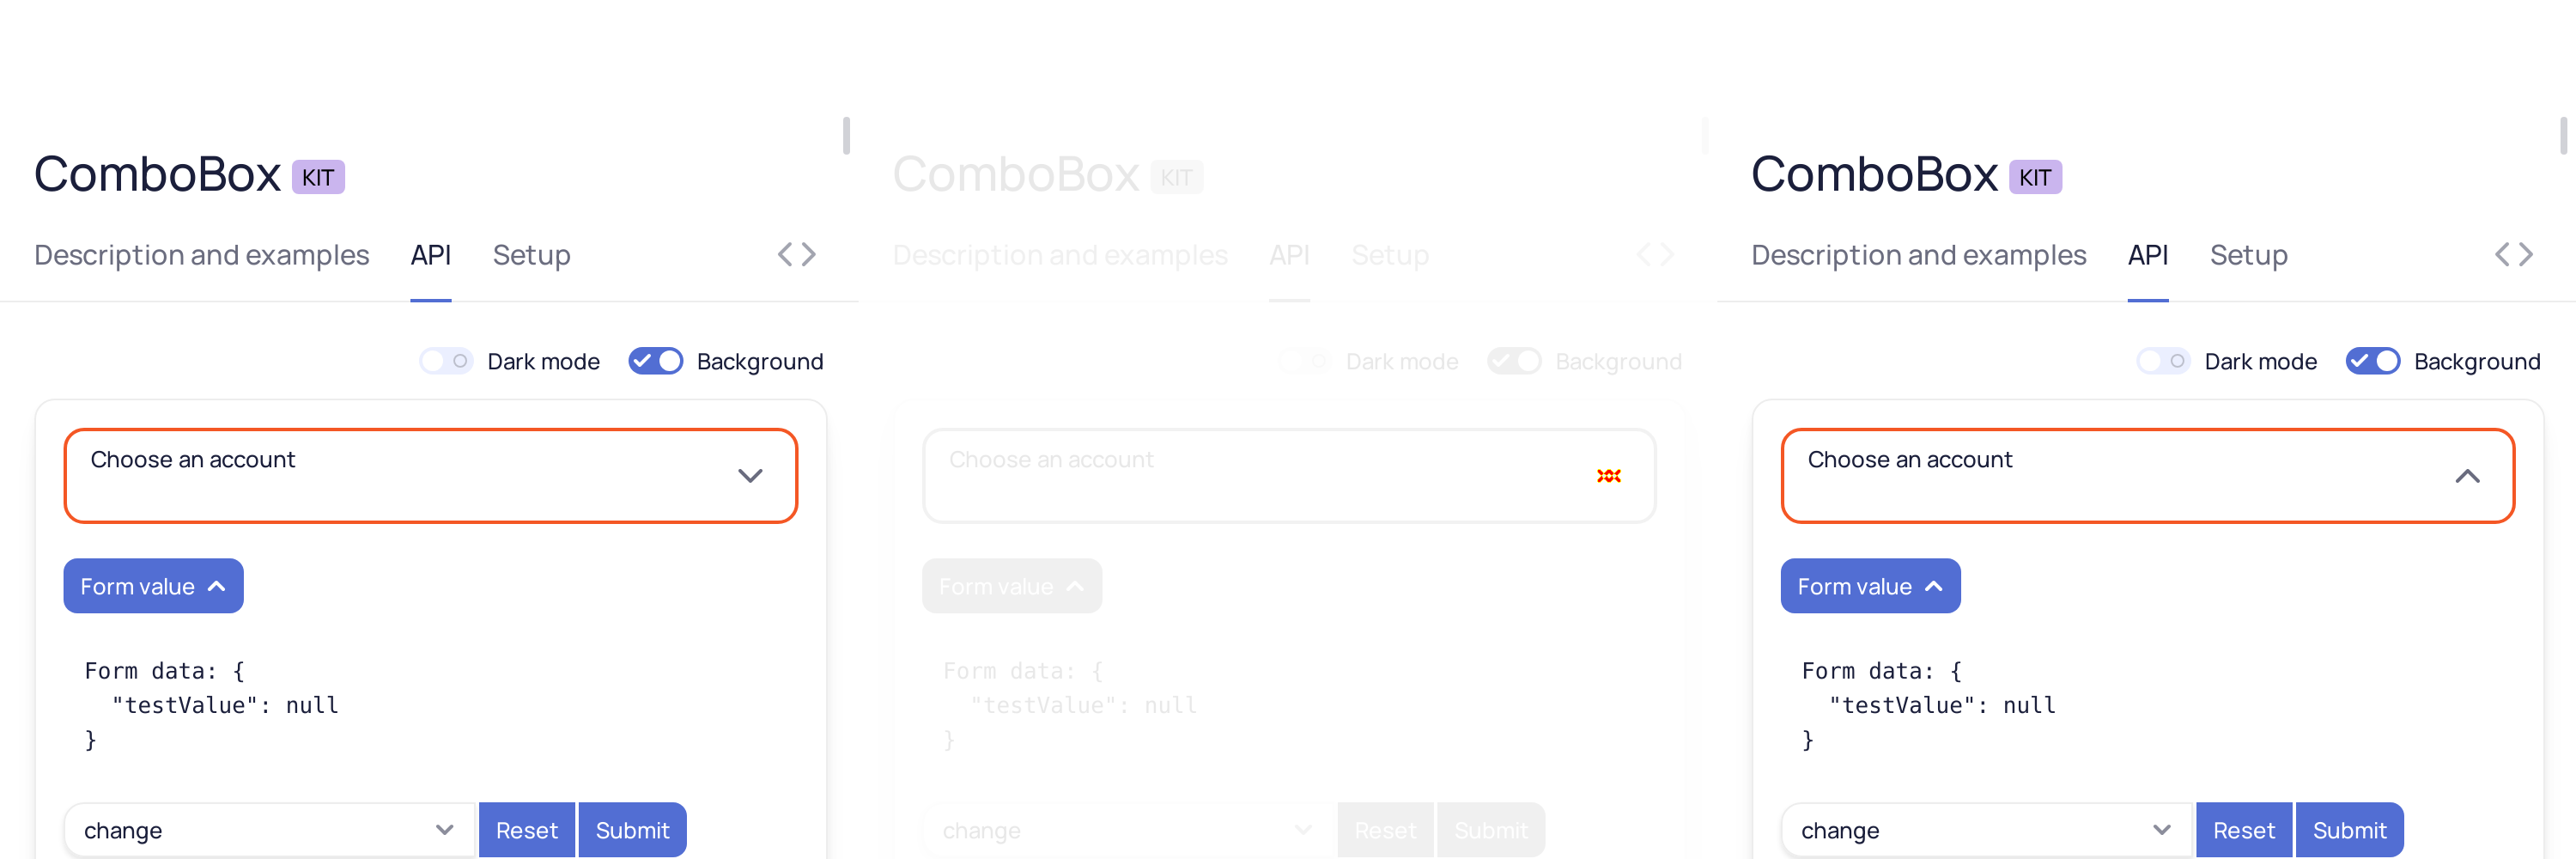 ComboBox KIT
Description and examples API Setup
Dark mode Background
Choose an account
Form value
Form data: {
"testValue": null
}
change Reset Submit
ComboBox KIT
Description and examples API Setup
Dark mode Background
Choose an account
Form value
Form data: {
"testValue": null
}
change Reset Submit
ComboBox KIT
Description and examples API Setup
Dark mode Background
Choose an account
Form value
Form data: {
"testValue": null
}
change Reset Submit